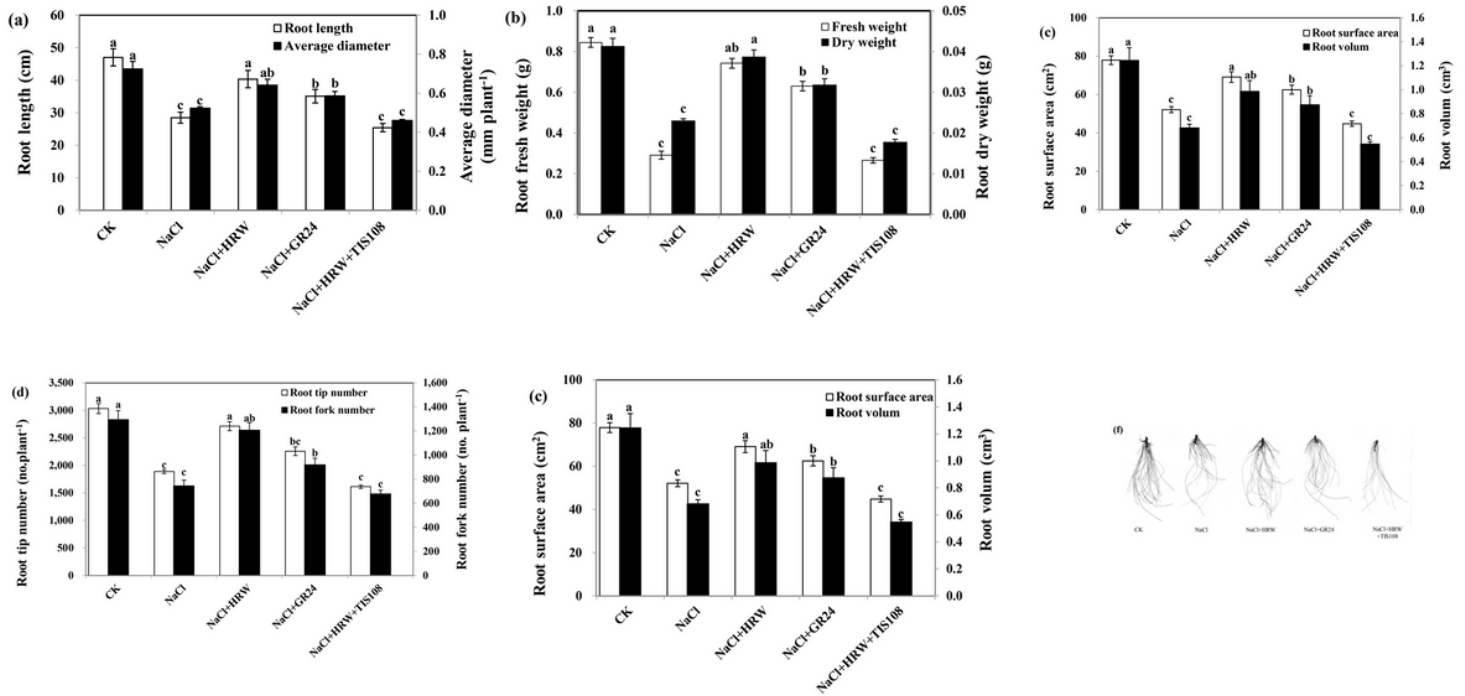 (a)
Root length (cm)
60
50
40
30
20
10
0
Root length
Average diameter
a a
c c
a ab
b b
c c
1.0
0.8
0.6
0.4
0.2
0.0
Average diameter
(mm plant⁻¹)
CK
NaCl
NaCl+HRW
NaCl+GR24
NaCl+HRW+TIS108
(b)
Root fresh weight (g)
1.0
0.8
0.6
0.4
0.2
0.0
Fresh weight
Dry weight
a a
c c
ab a
b b
c c
0.05
0.04
0.03
0.02
0.01
0.00
Root dry weight (g)
CK
NaCl
NaCl+HRW
NaCl+GR24
NaCl+HRW+TIS108
(c)
Root surface area (cm²)
100
80
60
40
20
0
Root surface area
Root volum
a a
c c
a ab
b b
c c
1.6
1.4
1.2
1.0
0.8
0.6
0.4
0.2
0.0
Root volum (cm³)
CK
NaCl
NaCl+HRW
NaCl+GR24
NaCl+HRW+TIS108
(d)
Root tip number (no.plant⁻¹)
3,500
3,000
2,500
2,000
1,500
1,000
500
0
Root tip number
Root fork number
a a
c c
a ab
bc b
c c
1,600
1,400
1,200
1,000
800
600
400
200
0
Root fork number (no. plant⁻¹)
CK
NaCl
NaCl+HRW
NaCl+GR24
NaCl+HRW+TIS108
(c)
Root surface area (cm²)
100
80
60
40
20
0
Root surface area
Root volum
a a
c c
a ab
b b
c c
1.6
1.4
1.2
1.0
0.8
0.6
0.4
0.2
0.0
Root volum (cm³)
CK
NaCl
NaCl+HRW
NaCl+GR24
NaCl+HRW+TIS108
(f)
CK
NaCl
NaCl+HRW
NaCl+GR24
NaCl+HRW
+TIS108